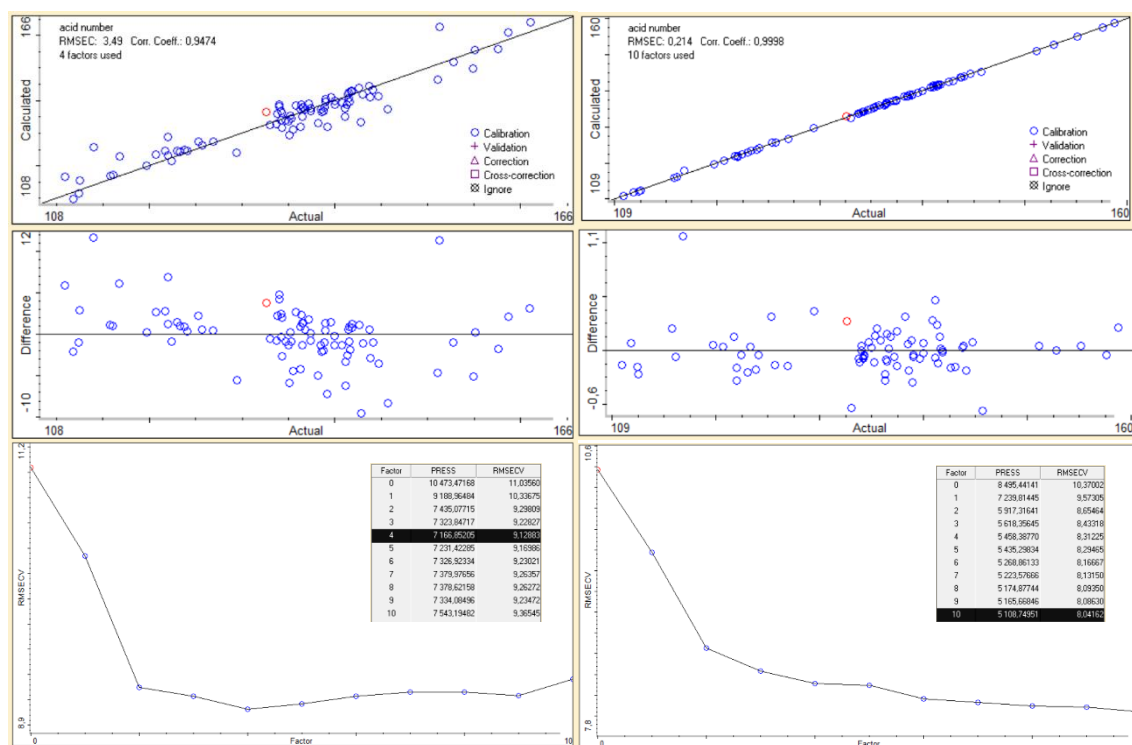 166
acid number
RMSEC: 3,49 Corr. Coeff.: 0,9474
4 factors used
Calculated
Calibration
Validation
Correction
Cross-correction
Ignore
108
108
Actual
166
160
acid number
RMSEC: 0,214 Corr. Coeff.: 0,9998
10 factors used
Calculated
Calibration
Validation
Correction
Cross-correction
Ignore
109
109
Actual
160
12
Difference
-10
108
Actual
166
1,1
Difference
-0,6
109
Actual
160
11,2
Factor PRESS RMSECV
0 10 473,47168 11,03560
1 9 188,96484 10,33675
2 7 435,07715 9,29809
3 7 323,84717 9,22827
4 7 166,85205 9,12883
5 7 231,42285 9,16986
6 7 326,92334 9,23021
7 7 379,97656 9,26357
8 7 378,62158 9,26272
9 7 334,08496 9,23472
10 7 543,19482 9,36545
RMSECV
8,9
0
Factor
10
10,6
Factor PRESS RMSECV
0 8 495,44141 10,37002
1 7 239,81445 9,57305
2 5 917,31641 8,65464
3 5 618,35645 8,43318
4 5 458,38770 8,31225
5 5 435,29834 8,29465
6 5 268,86133 8,16667
7 5 223,57666 8,13150
8 5 174,87744 8,09350
9 5 165,66846 8,08630
10 5 108,74951 8,04162
RMSECV
7,8
0
Factor